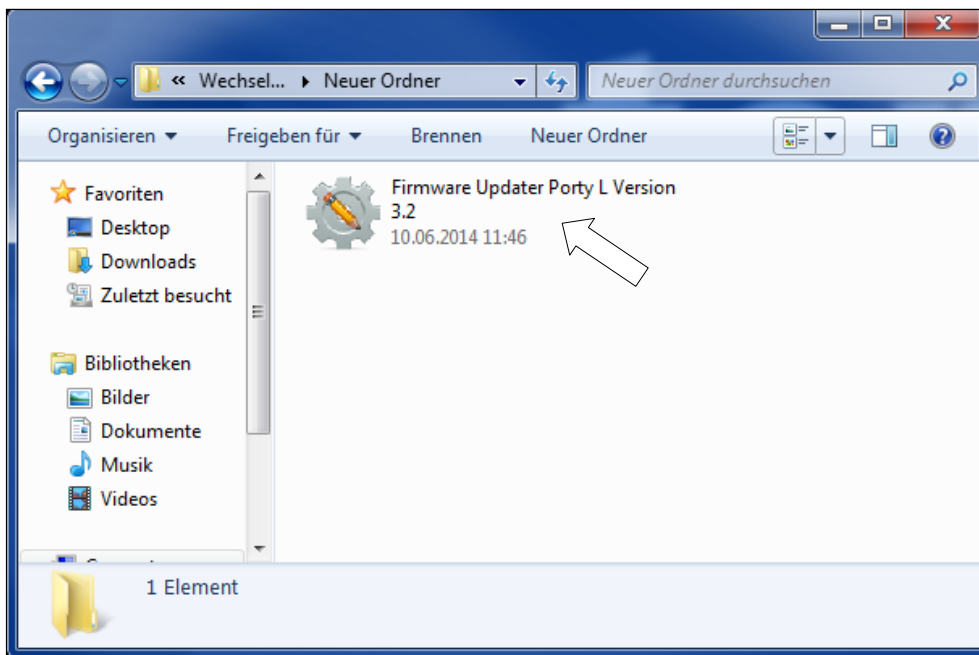 « Wechsel... ▸ Neuer Ordner
Neuer Ordner durchsuchen
Organisieren
Freigeben für
Brennen
Neuer Ordner
Favoriten
Desktop
Downloads
Zuletzt besucht
Bibliotheken
Bilder
Dokumente
Musik
Videos
Firmware Updater Porty L Version
3.2
10.06.2014 11:46
1 Element